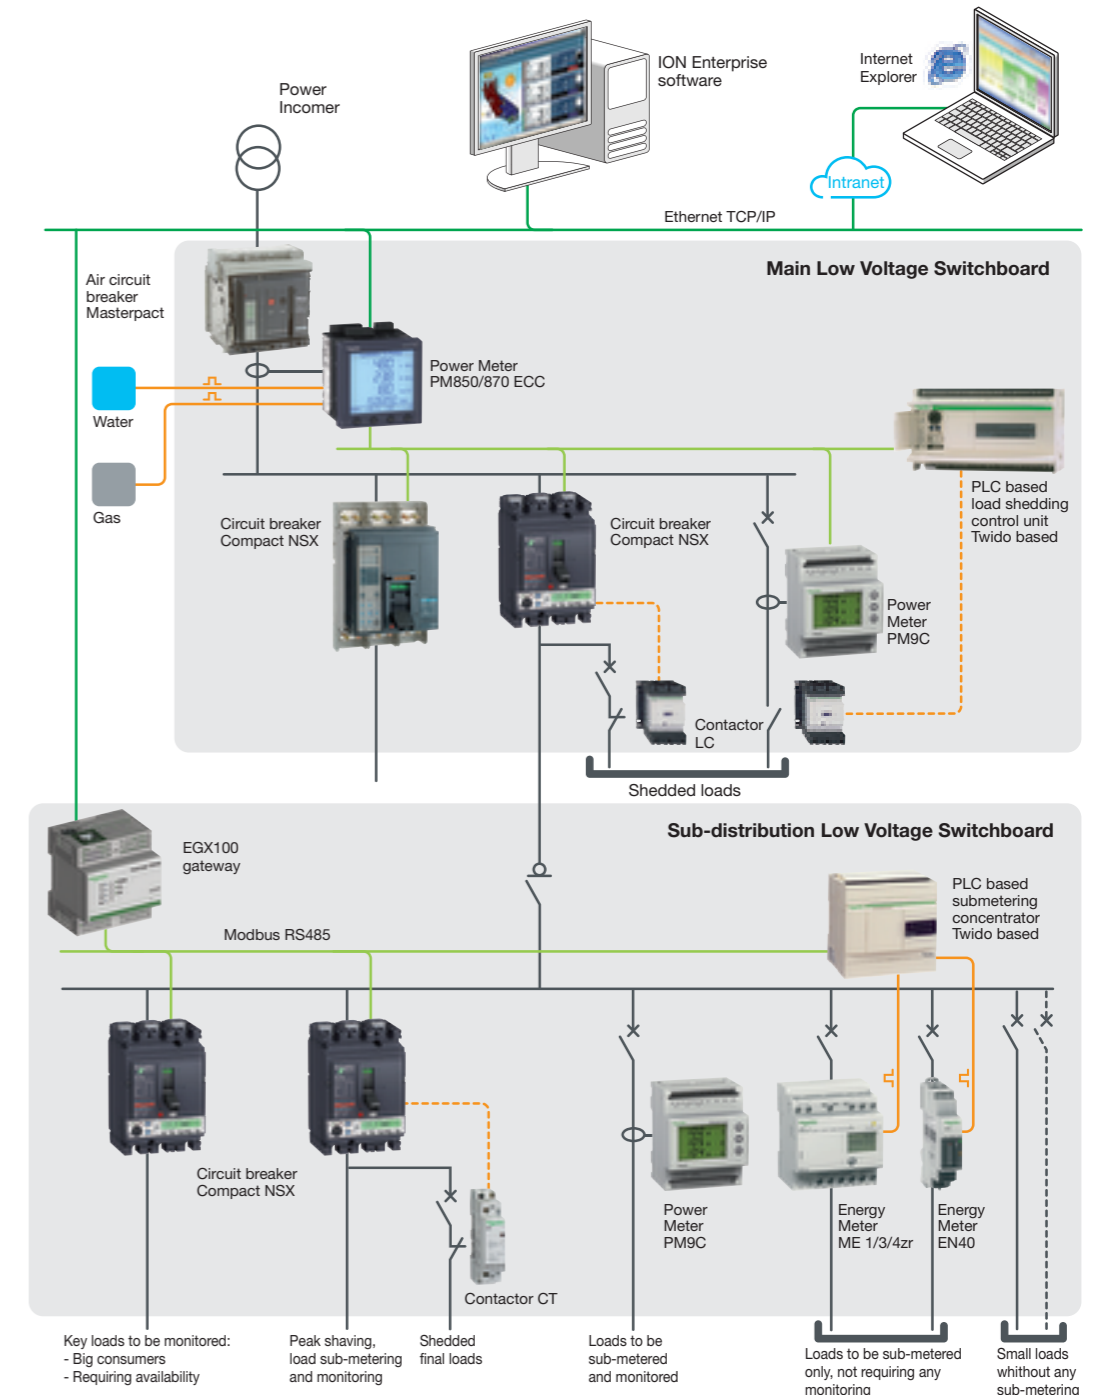 ION Enterprise
software
Internet
Explorer
Power
Incomer
Intranet
Ethernet TCP/IP
Main Low Voltage Switchboard
Air circuit
breaker
Masterpact
Power Meter
PM850/870 ECC
Water
Gas
PLC based
load shedding
control unit
Twido based
Circuit breaker
Compact NSX
Circuit breaker
Compact NSX
Power
Meter
PM9C
Contactor
LC
Shedded loads
Sub-distribution Low Voltage Switchboard
EGX100
gateway
PLC based
submetering
concentrator
Twido based
Modbus RS485
Circuit breaker
Compact NSX
Power
Meter
PM9C
Energy
Meter
ME 1/3/4zr
Energy
Meter
EN40
Contactor CT
Key loads to be monitored:
- Big consumers
- Requiring availability
Peak shaving,
load sub-metering
and monitoring
Shedded
final loads
Loads to be
sub-metered
and monitored
Loads to be sub-metered
only, not requiring any
monitoring
Small loads
whithout any
sub-metering